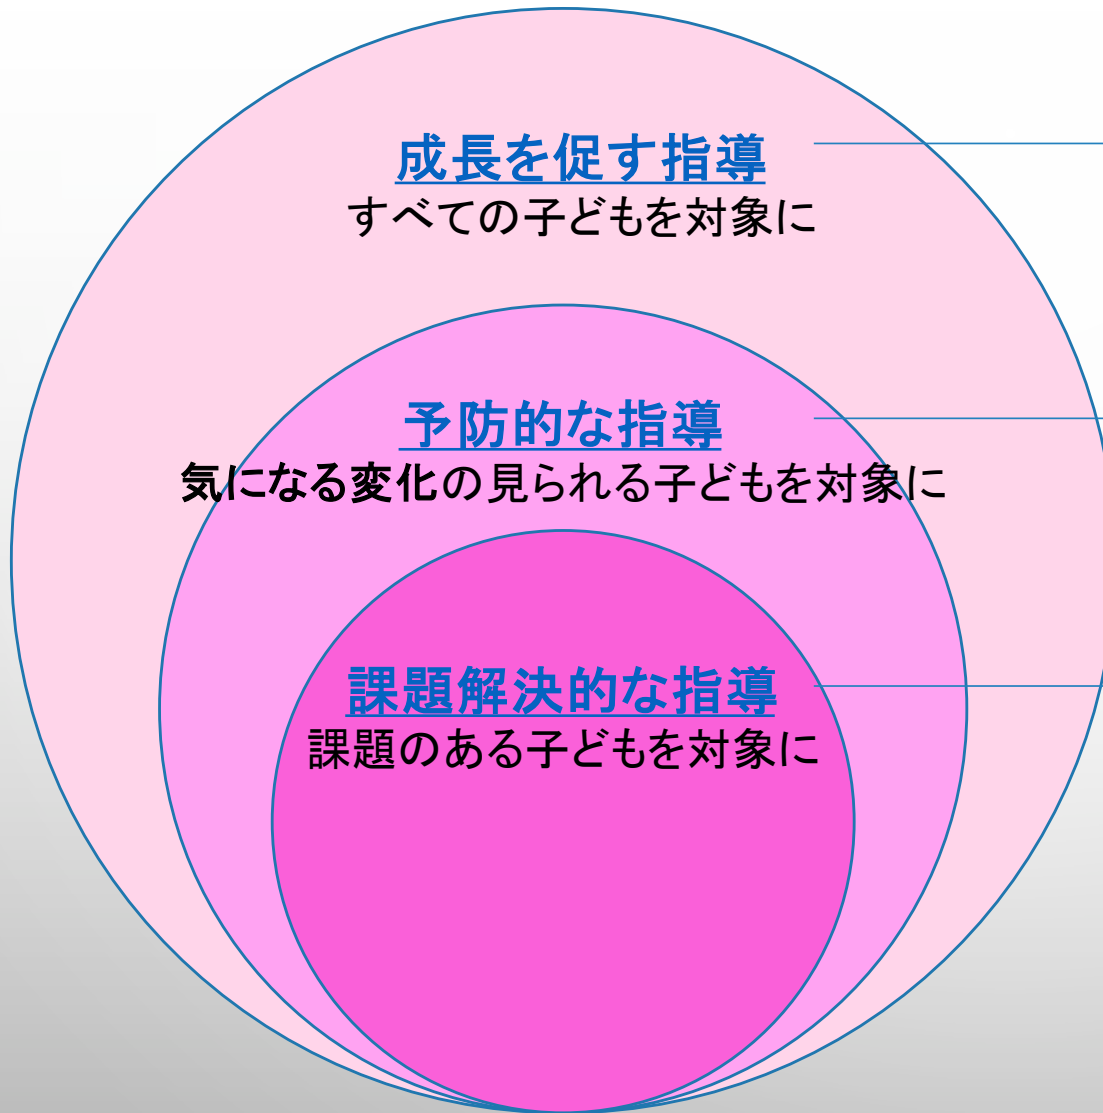 成長を促す指導
すべての子どもを対象に
予防的な指導
気になる変化の見られる子どもを対象に
課題解決的な指導
課題のある子どもを対象に